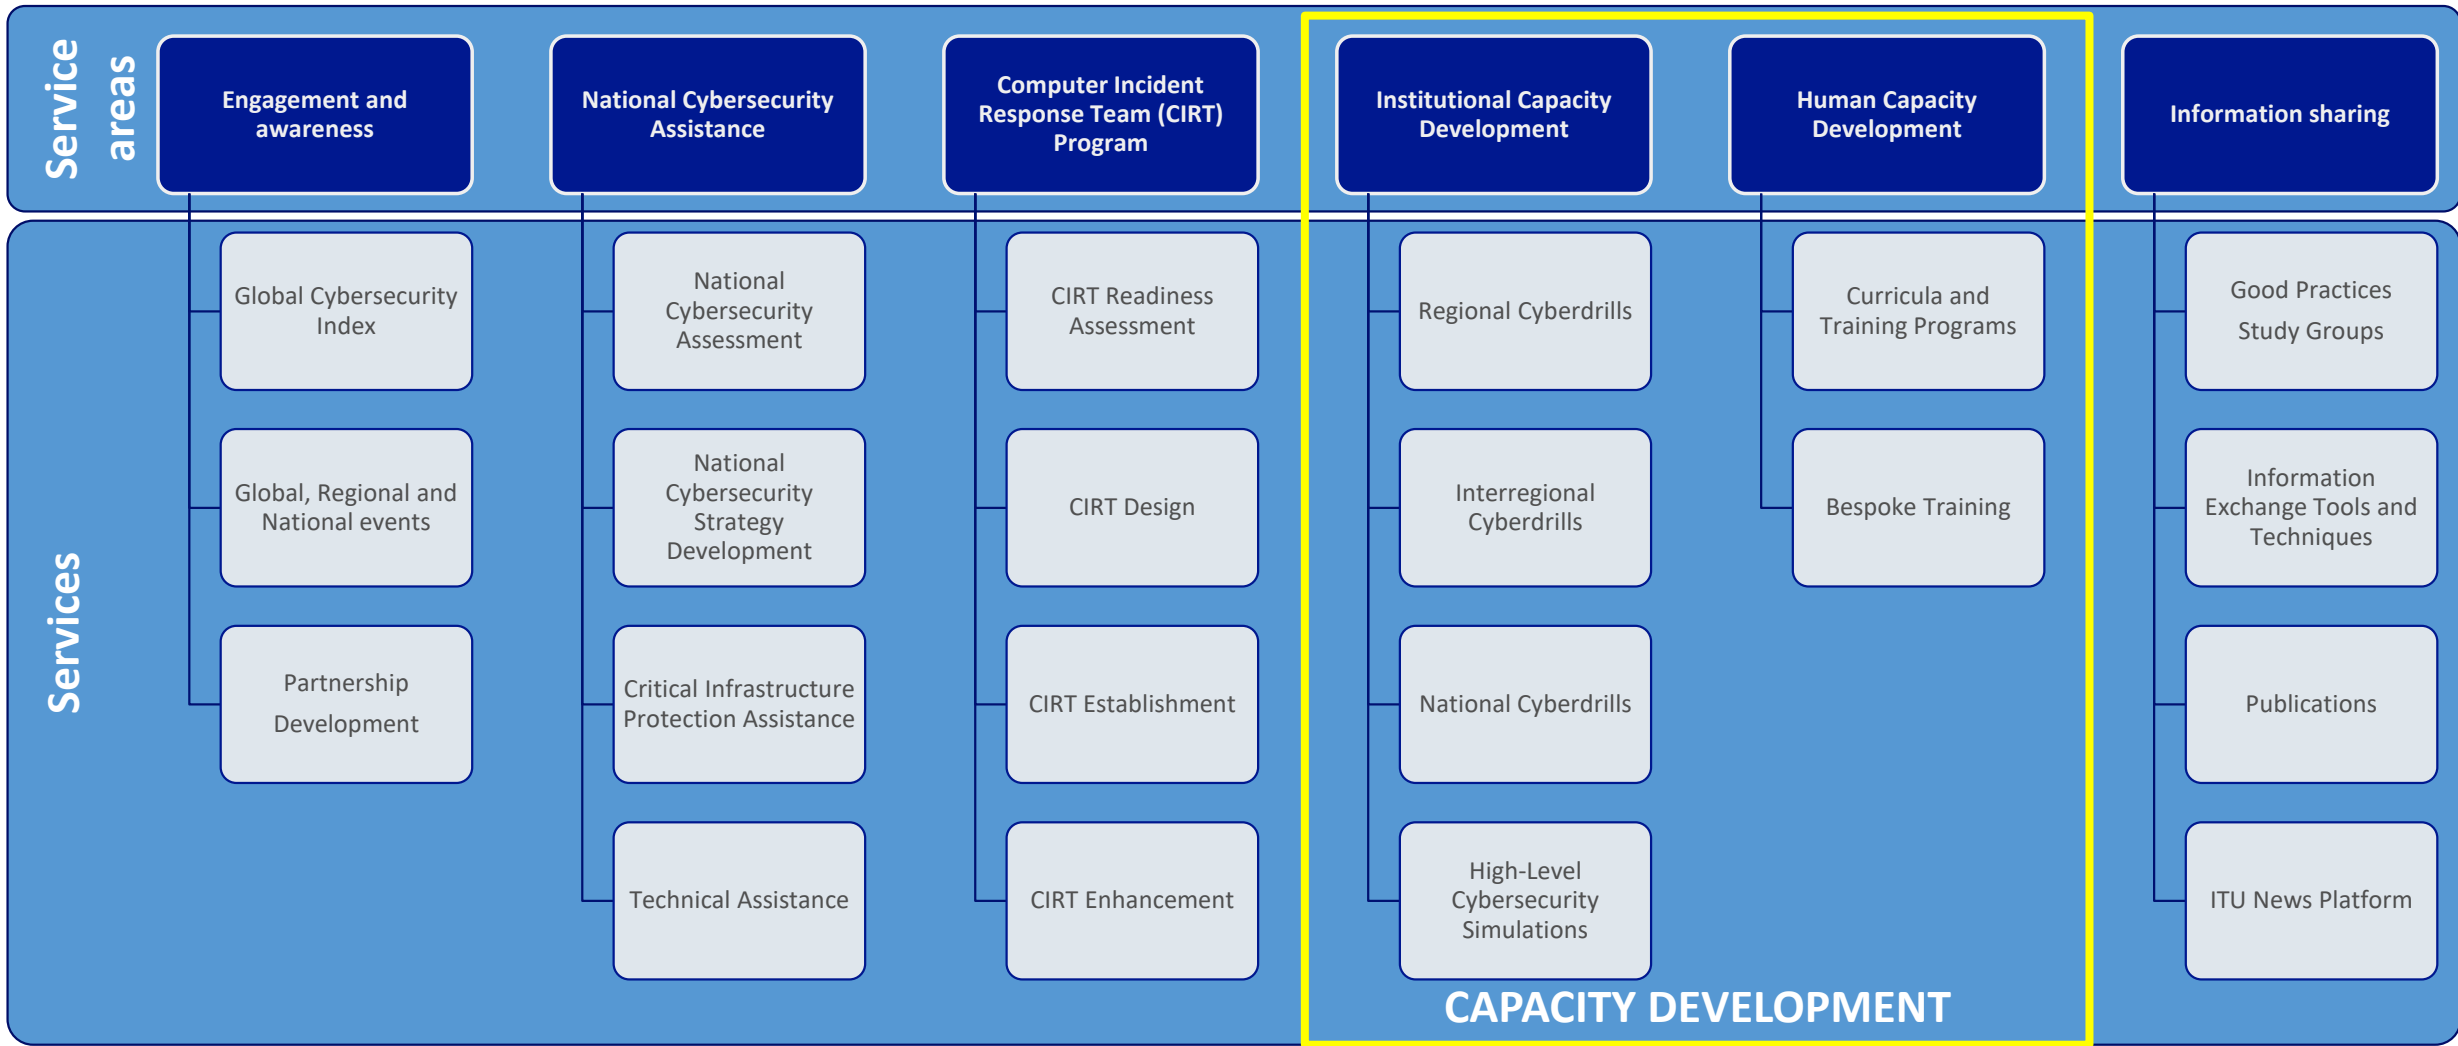 Service
areas
Engagement and
awareness
National Cybersecurity
Assistance
Computer Incident
Response Team (CIRT)
Program
Institutional Capacity
Development
Human Capacity
Development
Information sharing
Services
Global Cybersecurity
Index
Global, Regional and
National events
Partnership
Development
National
Cybersecurity
Assessment
National
Cybersecurity
Strategy
Development
Critical Infrastructure
Protection Assistance
Technical Assistance
CIRT Readiness
Assessment
CIRT Design
CIRT Establishment
CIRT Enhancement
Regional Cyberdrills
Interregional
Cyberdrills
National Cyberdrills
High-Level
Cybersecurity
Simulations
Curricula and
Training Programs
Bespoke Training
Good Practices
Study Groups
Information
Exchange Tools and
Techniques
Publications
ITU News Platform
CAPACITY DEVELOPMENT